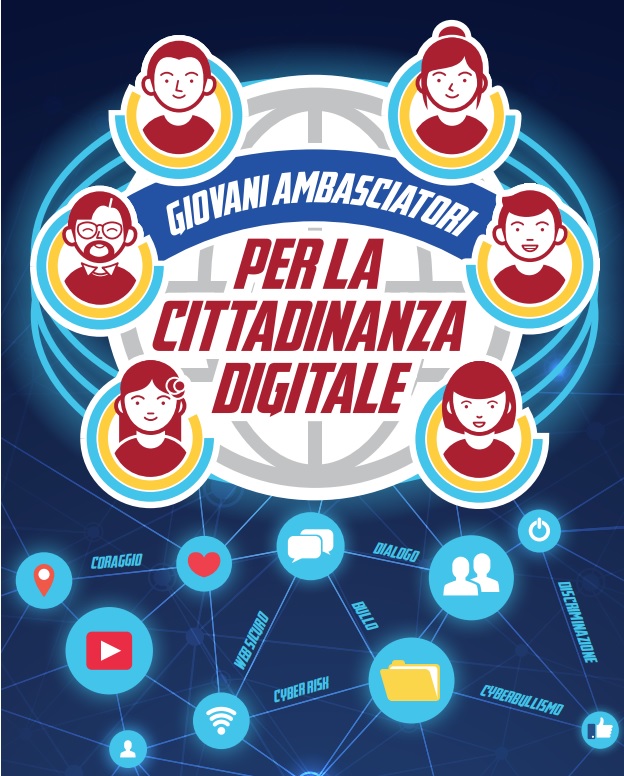 GIOVANI AMBASCIATORI
PER LA
CITTADINANZA
DIGITALE
CORAGGIO
DIALOGO
WEB SICURO
BULLO
DISCRIMINAZIONE
CYBER RISK
CYBERBULLISMO